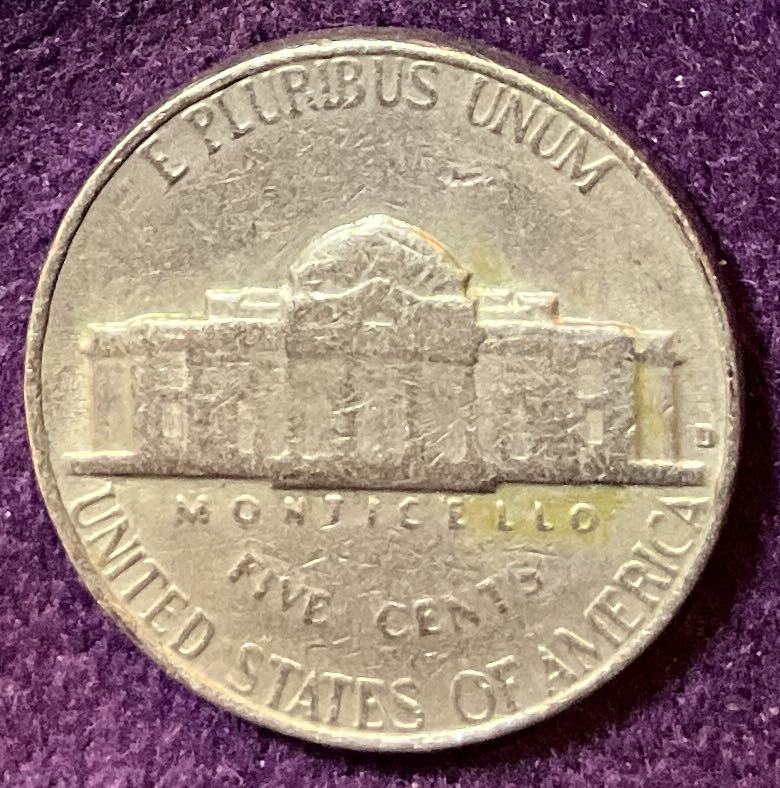 E PLURIBUS UNUM
D
MONTICELLO
FIVE CENTS
UNITED STATES OF AMERICA